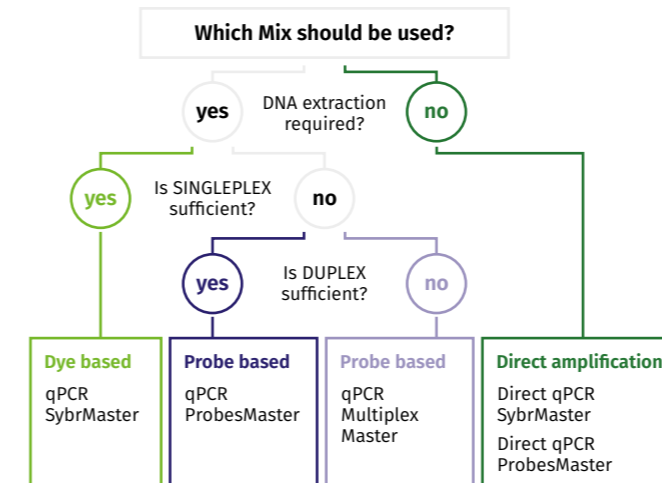 Which Mix should be used?
yes
DNA extraction
required?
no
yes
Is SINGLEPLEX
sufficient?
no
yes
Is DUPLEX
sufficient?
no
Dye based
qPCR
SybrMaster
Probe based
qPCR
ProbesMaster
Probe based
qPCR
Multiplex
Master
Direct amplification
Direct qPCR
SybrMaster
Direct qPCR
ProbesMaster